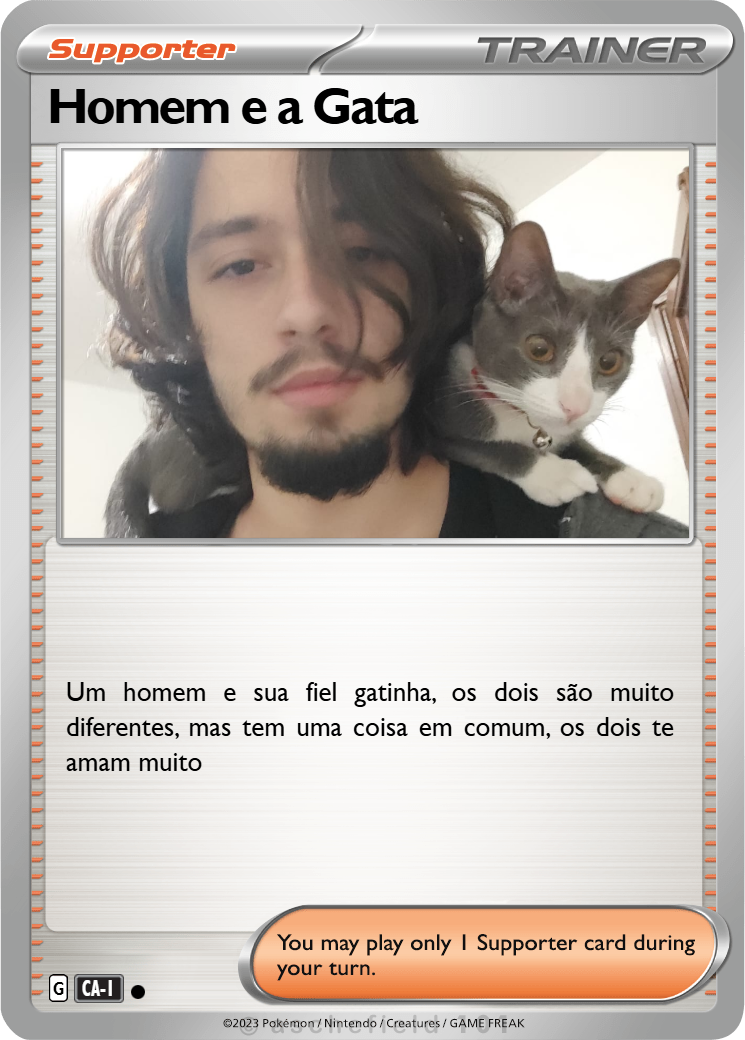 Supporter
TRAINER
Homem e a Gata
Um homem e sua fiel gatinha, os dois são muito
diferentes, mas tem uma coisa em comum, os dois te
amam muito
You may play only 1 Supporter card during
your turn.
G CA-I
©2023 Pokémon / Nintendo / Creatures / GAME FREAK